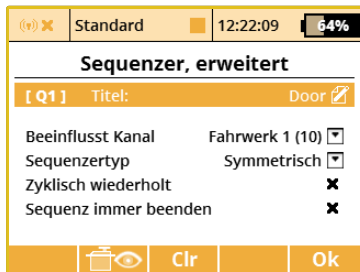 Standard 12:22:09 64%
Sequenzer, erweitert
[ Q1 ] Titel: Door
Beeinflusst Kanal Fahrwerk 1 (10)
Sequenzertyp Symmetrisch
Zyklisch wiederholt
Sequenz immer beenden
Clr Ok